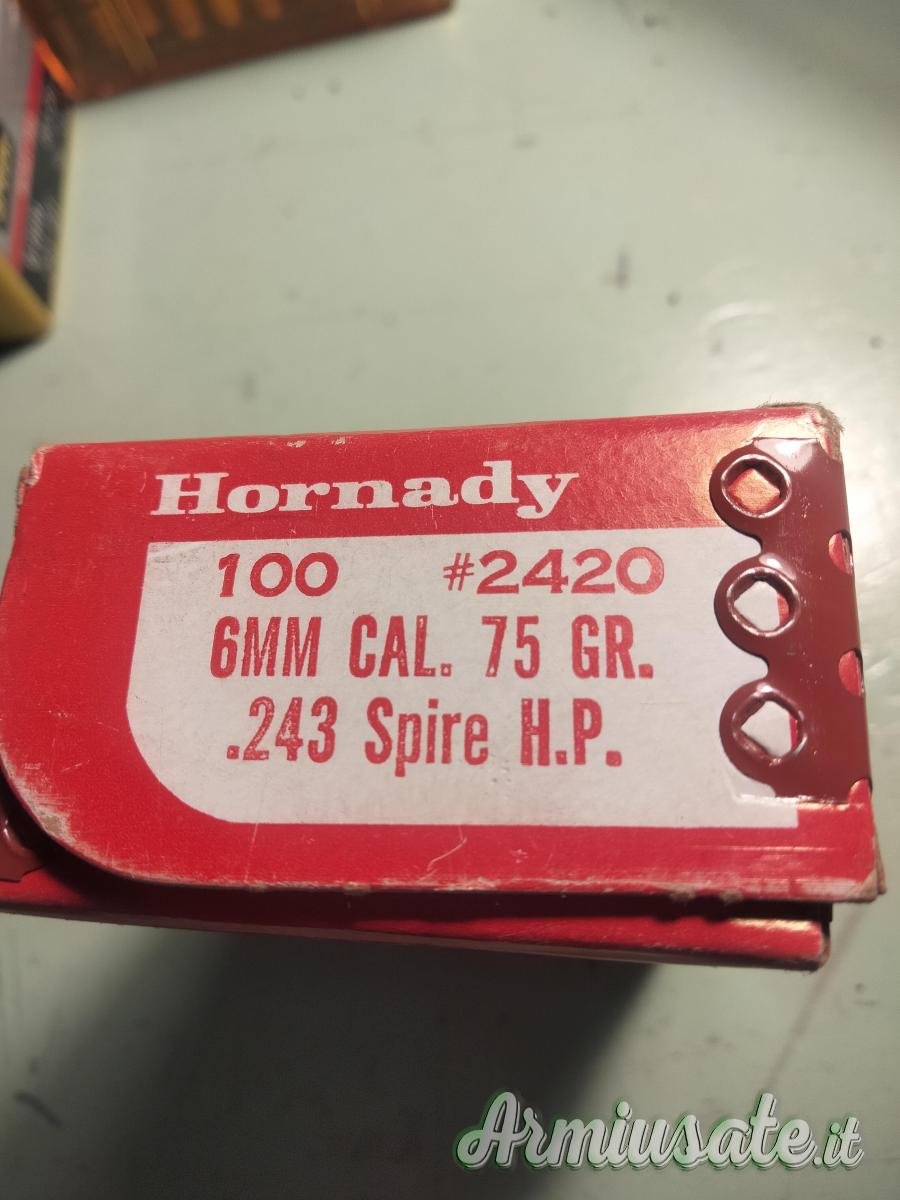 Hornady
100 #2420
6MM CAL. 75 GR.
.243 Spire H.P.
Armiusate.it